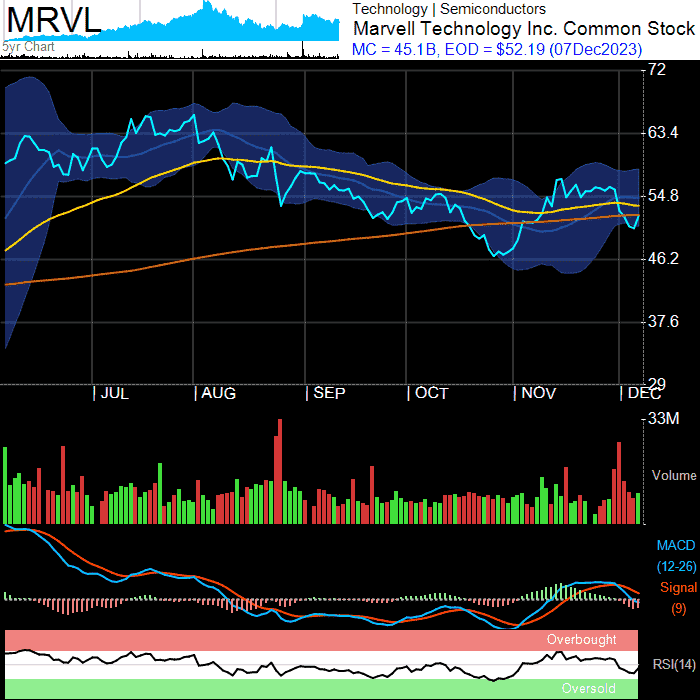 MRVL
5yr Chart
Technology | Semiconductors
Marvell Technology Inc. Common Stock
MC = 45.1B, EOD = $52.19 (07Dec2023)
72
63.4
54.8
46.2
37.6
29
JUL
AUG
SEP
OCT
NOV
DEC
33M
Volume
MACD
(12-26)
Signal
(9)
Overbought
RSI(14)
Oversold